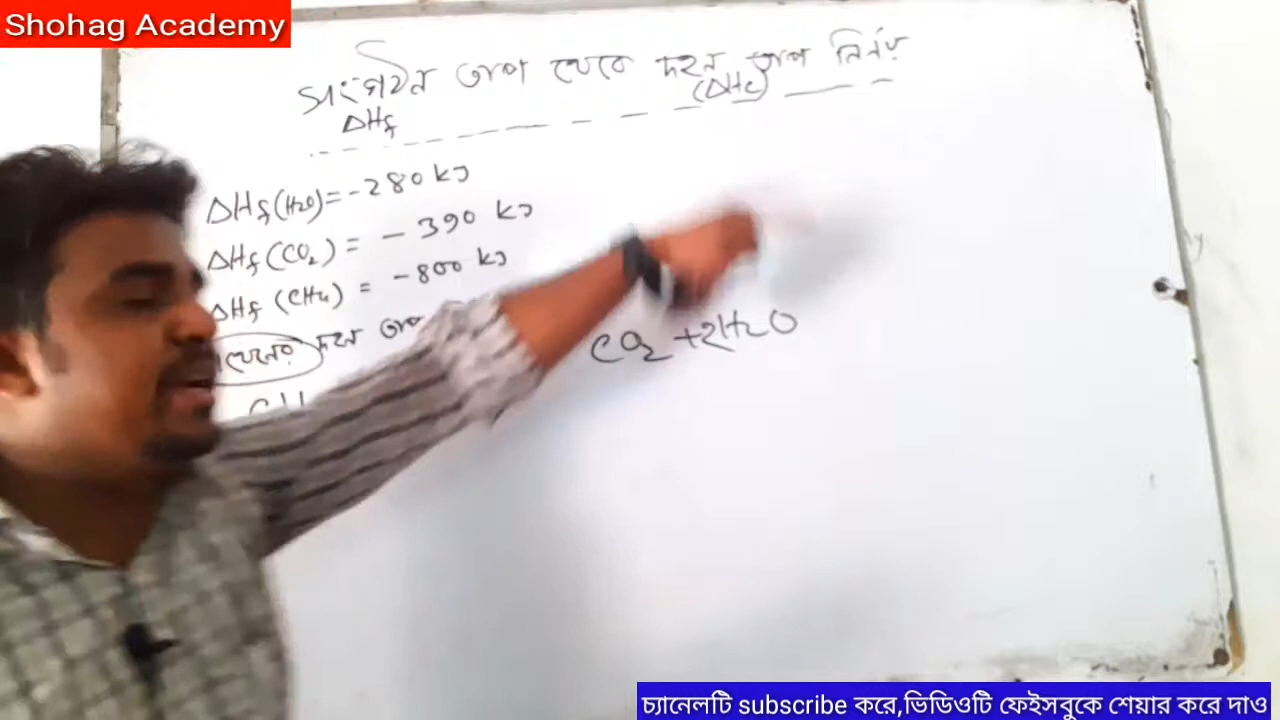 Shohag Academy
সংগঠন তাপ থেকে দহন তাপ নির্ণয়
ΔHf (ΔHc)
ΔHf(H2O)=-280 kJ
ΔHf(CO2) = -390 kJ
ΔHf (CH4) = -800 kJ
দহন তাপ
CO2 +2H2O
চ্যানেলটি subscribe করে,ভিডিওটি ফেইসবুকে শেয়ার করে দাও